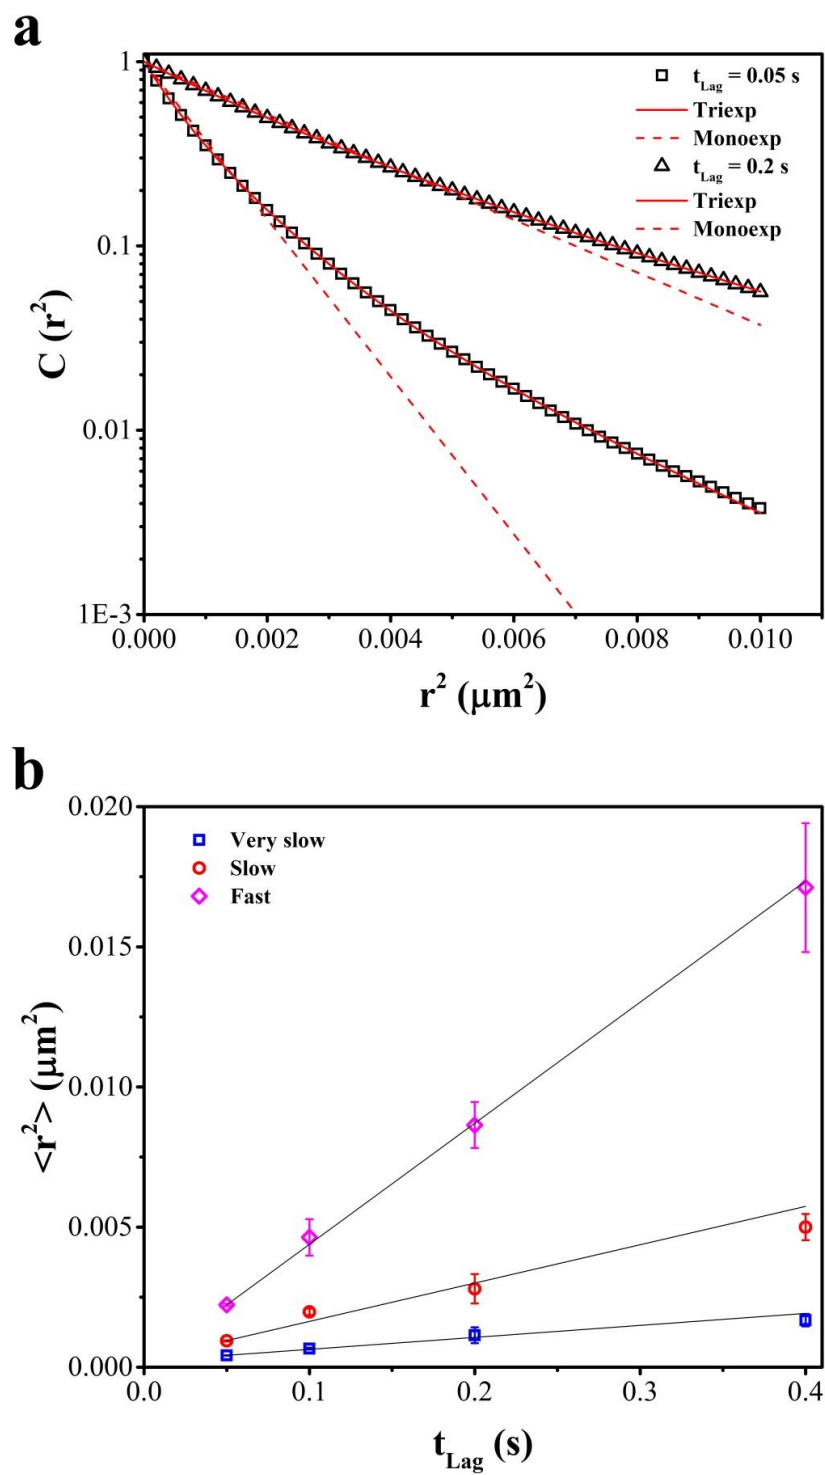 a
C (r²)
1
0.1
0.01
1E-3
t_Lag = 0.05 s
Triexp
Monoexp
t_Lag = 0.2 s
Triexp
Monoexp
0.000 0.002 0.004 0.006 0.008 0.010
r² (μm²)
b
<r²> (μm²)
0.020
0.015
0.010
0.005
0.000
Very slow
Slow
Fast
0.0 0.1 0.2 0.3 0.4
t_Lag (s)